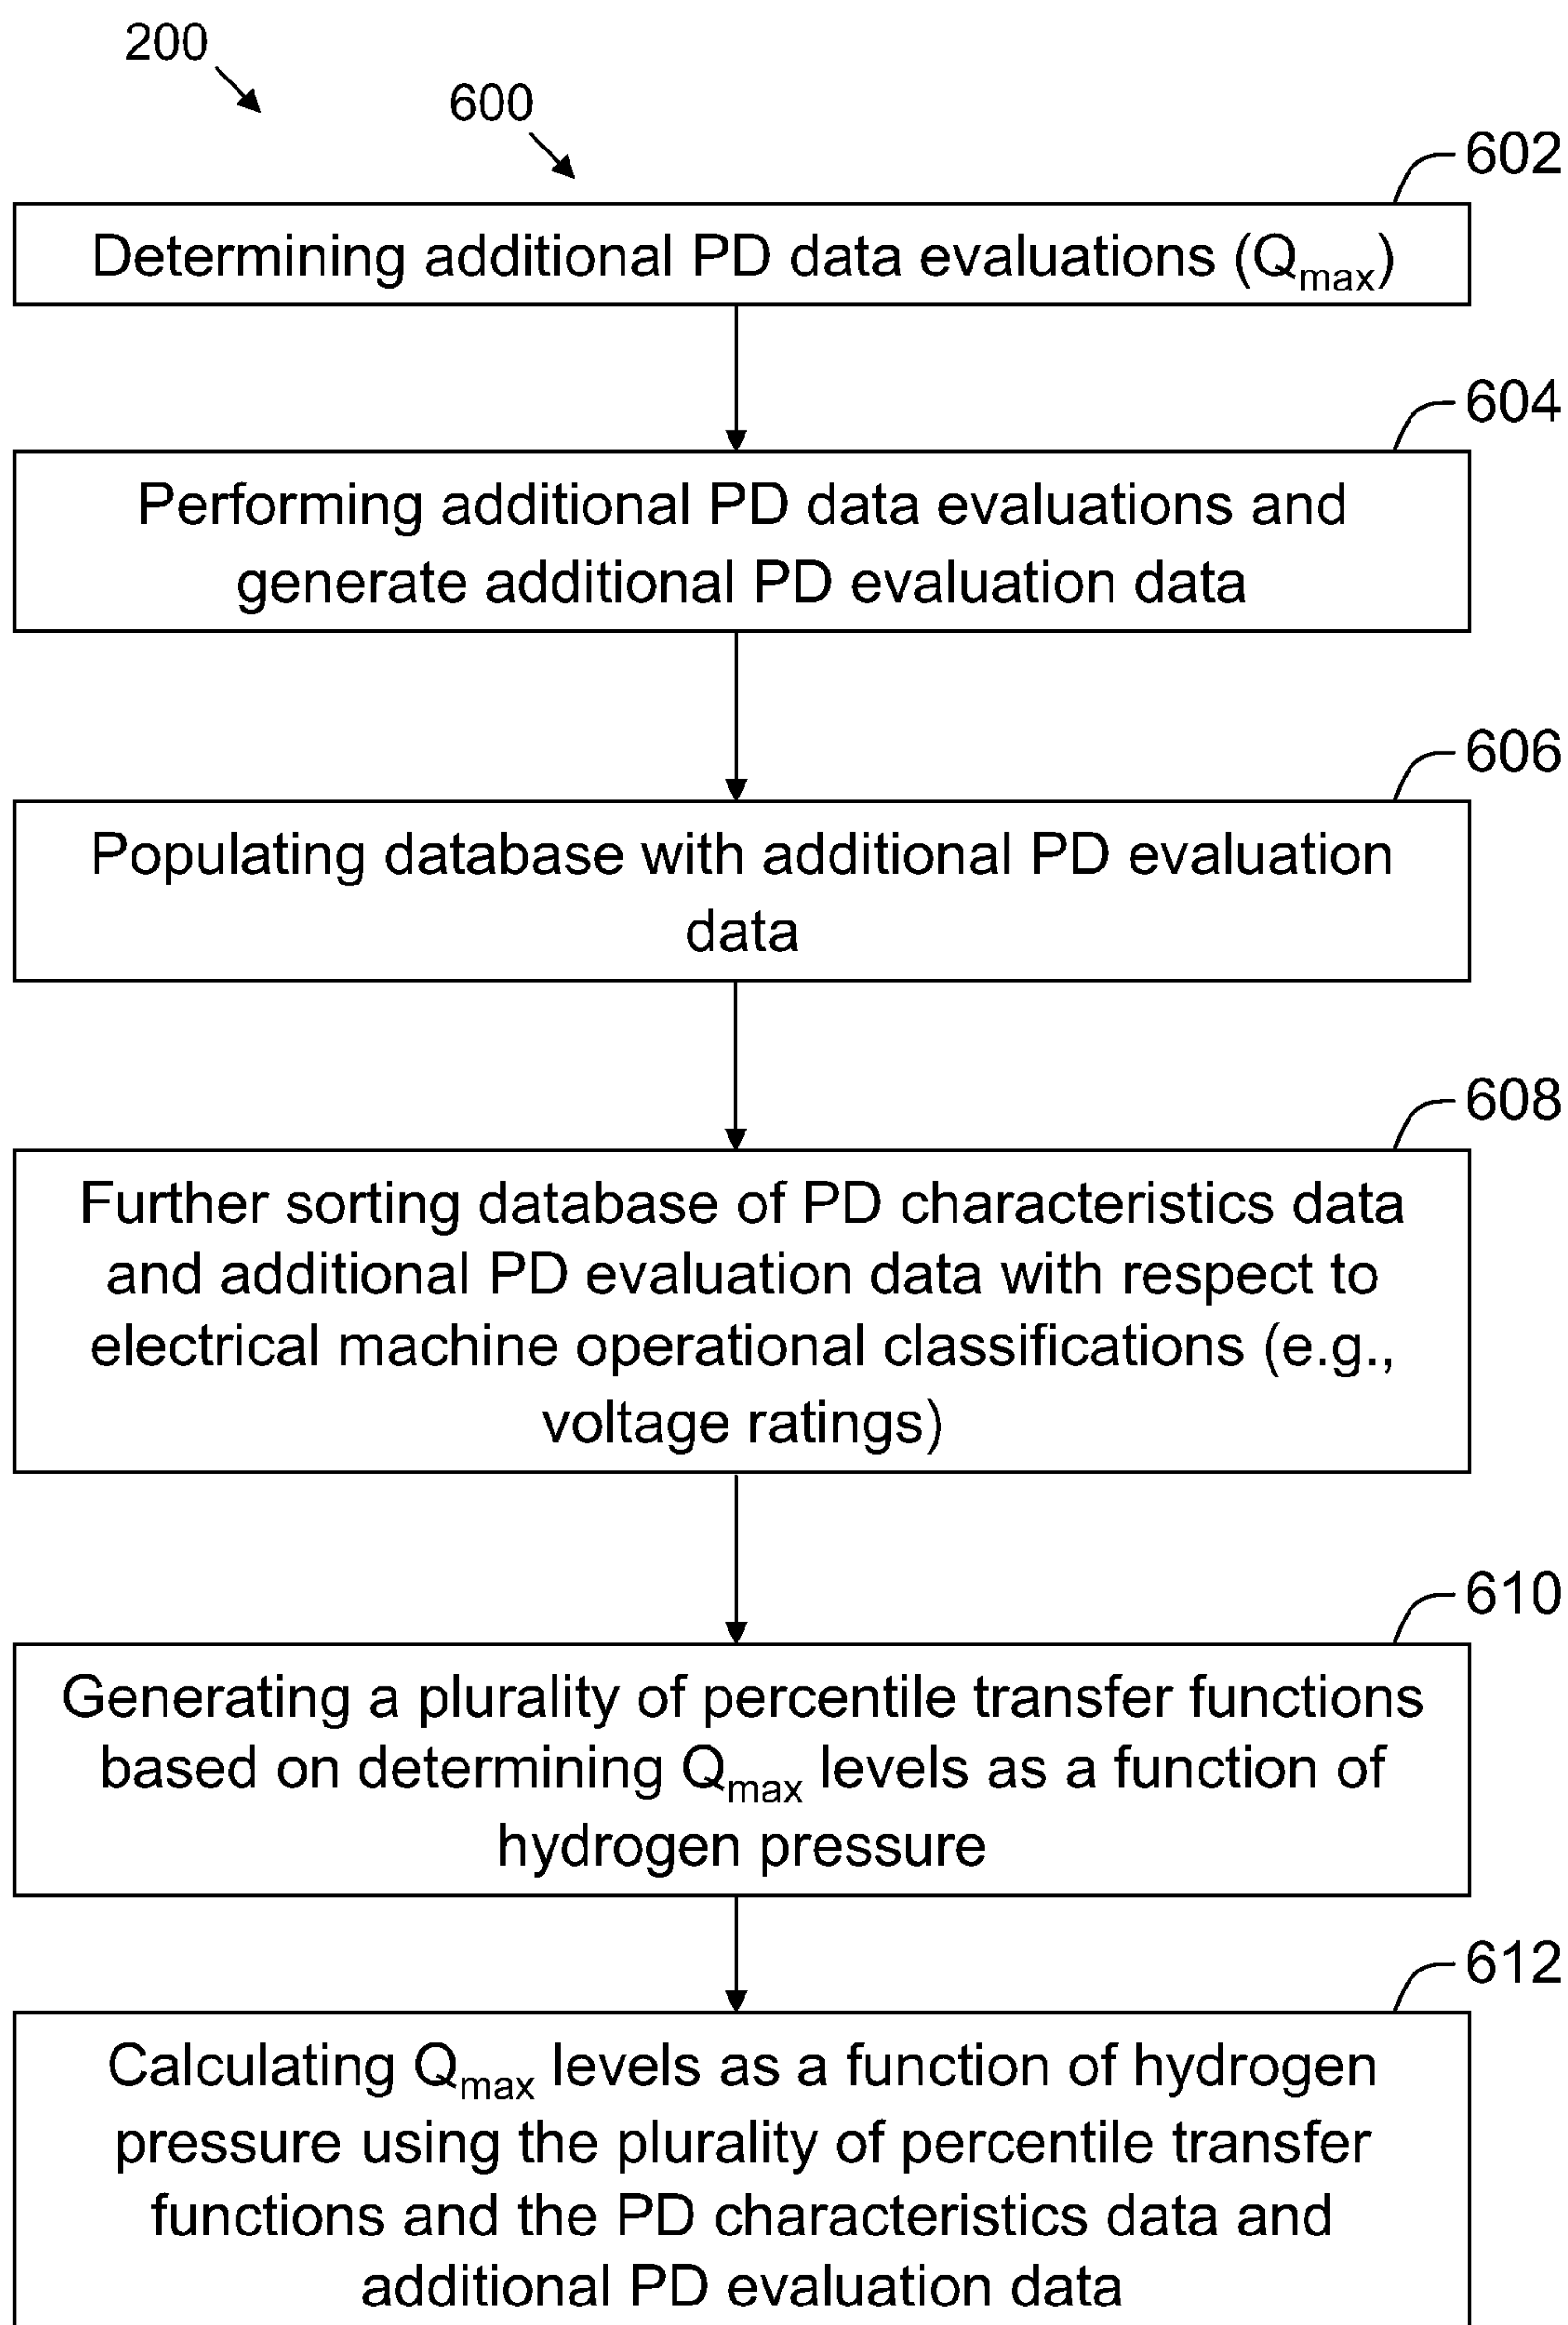 200
600
602
Determining additional PD data evaluations (Qmax)
604
Performing additional PD data evaluations and
generate additional PD evaluation data
606
Populating database with additional PD evaluation
data
608
Further sorting database of PD characteristics data
and additional PD evaluation data with respect to
electrical machine operational classifications (e.g.,
voltage ratings)
610
Generating a plurality of percentile transfer functions
based on determining Qmax levels as a function of
hydrogen pressure
612
Calculating Qmax levels as a function of hydrogen
pressure using the plurality of percentile transfer
functions and the PD characteristics data and
additional PD evaluation data